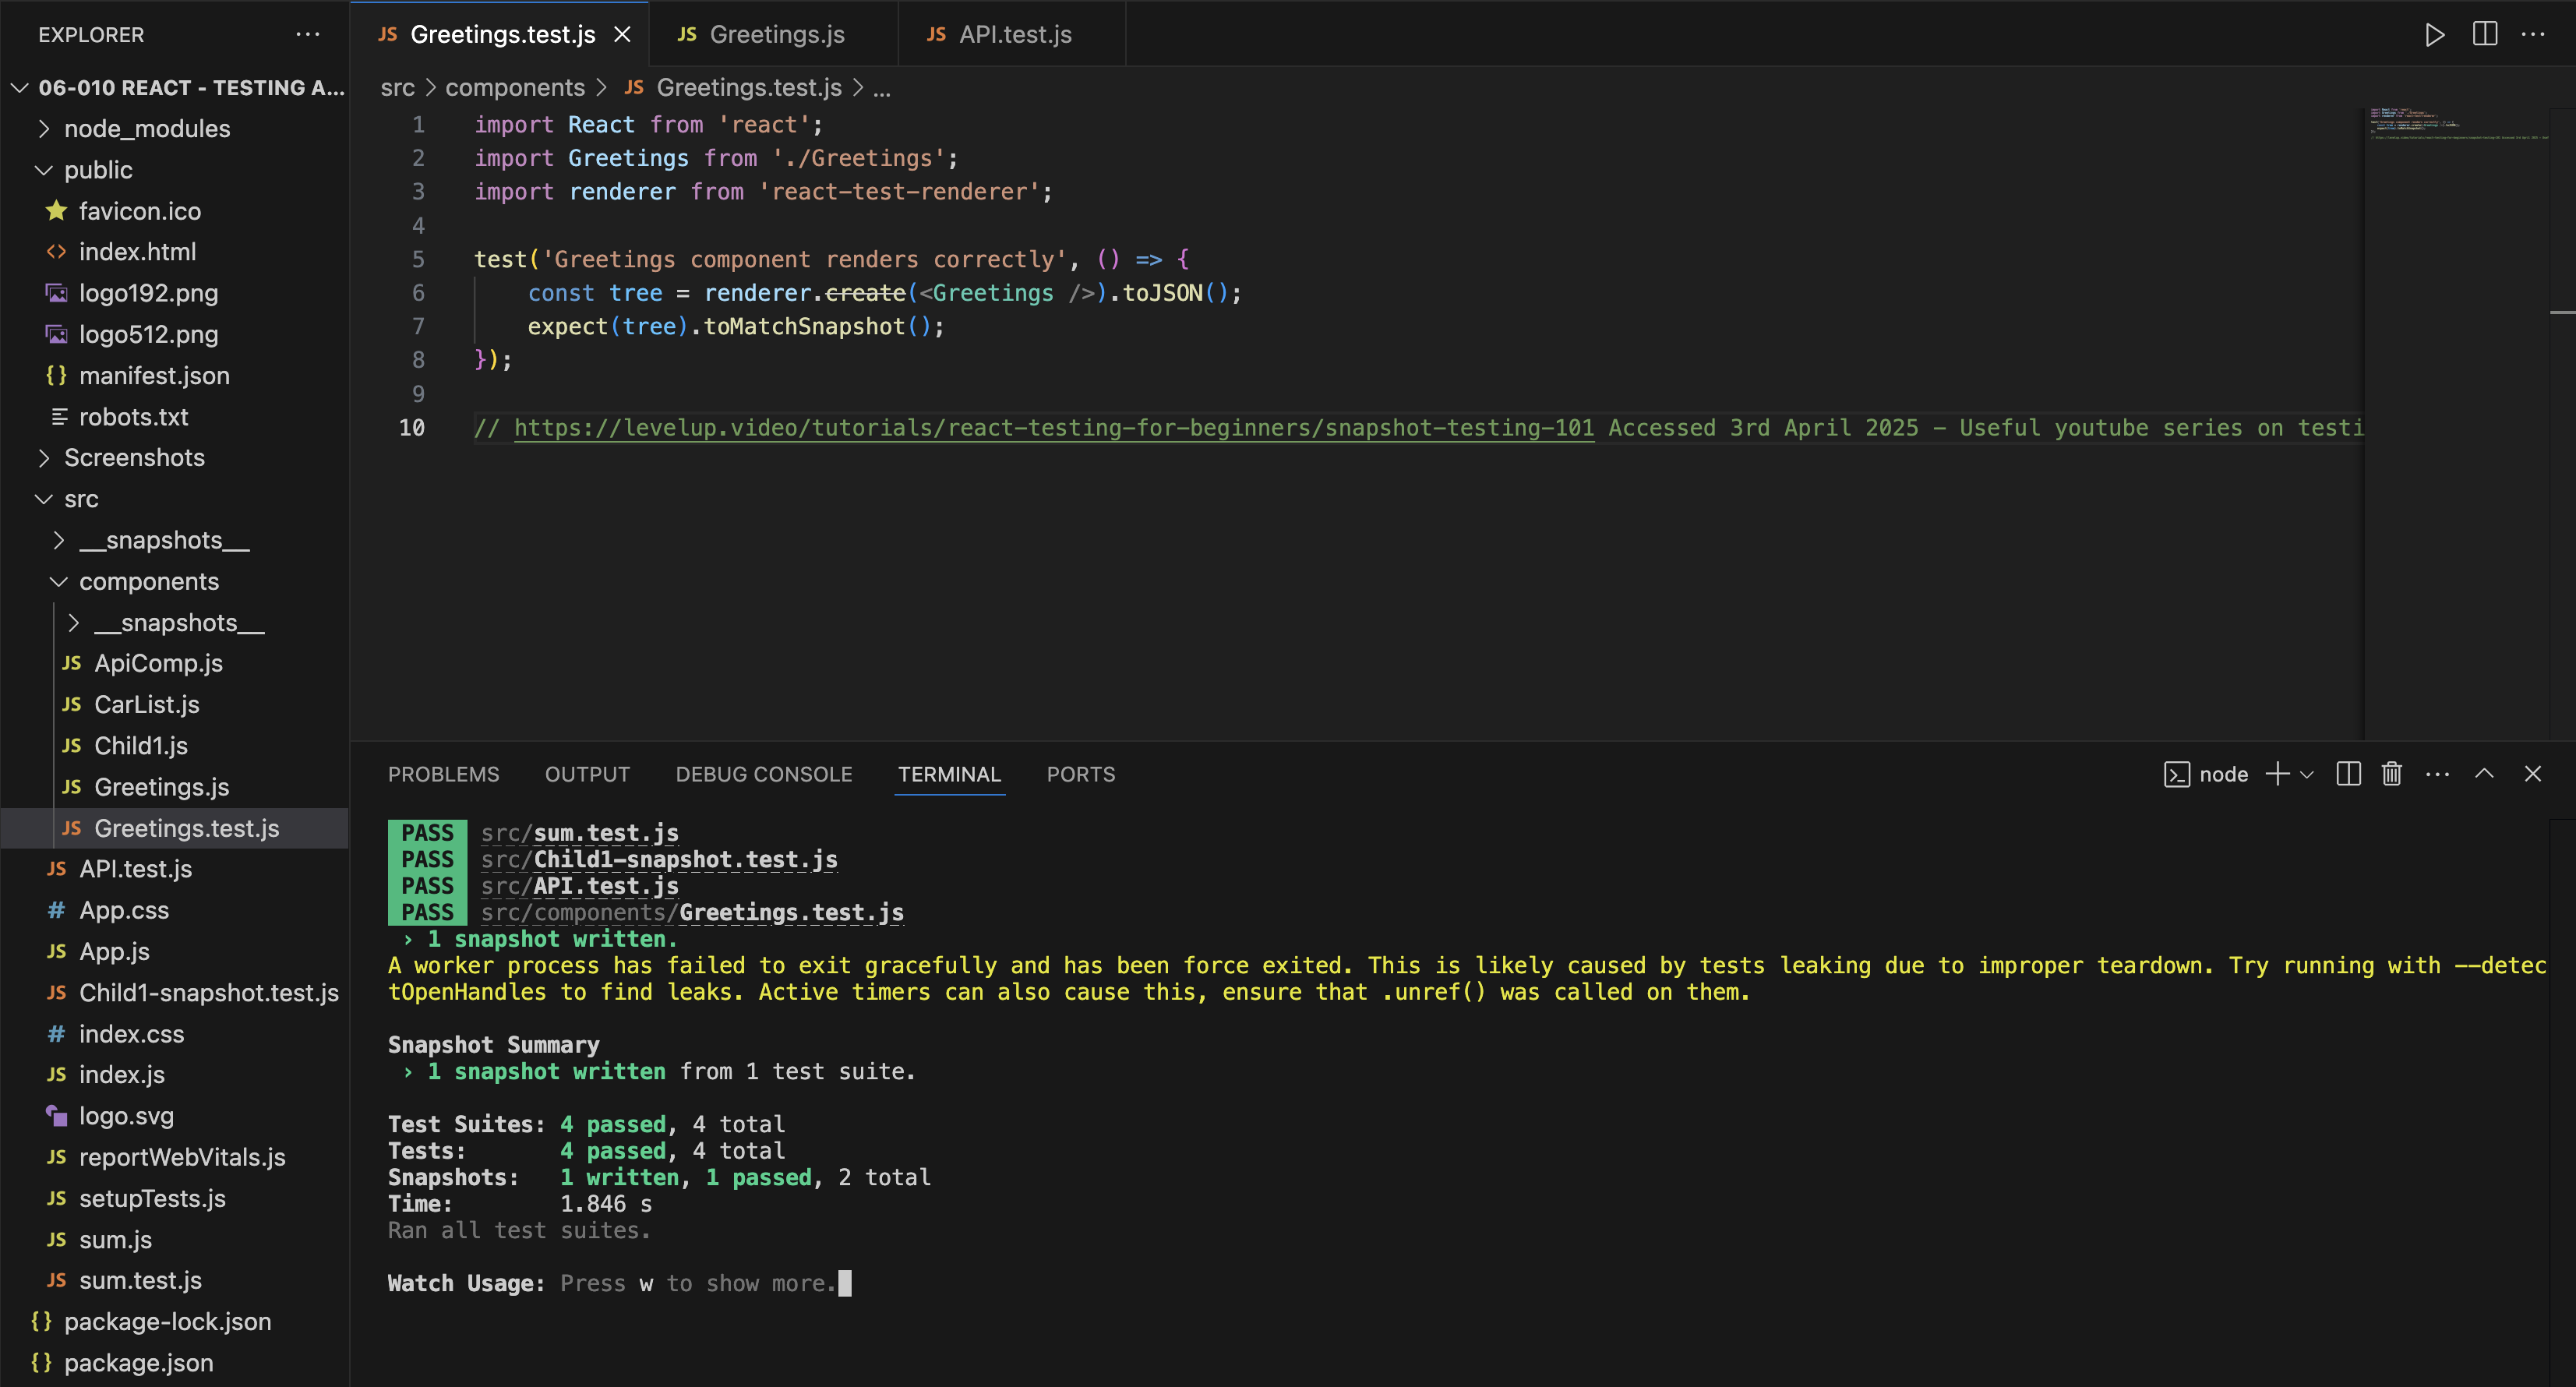 EXPLORER
06-010 REACT - TESTING A...
node_modules
public
favicon.ico
index.html
logo192.png
logo512.png
manifest.json
robots.txt
Screenshots
src
__snapshots__
components
__snapshots__
JS ApiComp.js
JS CarList.js
JS Child1.js
JS Greetings.js
JS Greetings.test.js
JS API.test.js
# App.css
JS App.js
JS Child1-snapshot.test.js
# index.css
JS index.js
logo.svg
JS reportWebVitals.js
JS setupTests.js
JS sum.js
JS sum.test.js
{} package-lock.json
{} package.json
JS Greetings.test.js
JS Greetings.js
JS API.test.js
src > components > JS Greetings.test.js > ...
1 import React from 'react';
2 import Greetings from './Greetings';
3 import renderer from 'react-test-renderer';
4
5 test('Greetings component renders correctly', () => {
6 const tree = renderer.create(<Greetings />).toJSON();
7 expect(tree).toMatchSnapshot();
8 });
9
10 // https://levelup.video/tutorials/react-testing-for-beginners/snapshot-testing-101 Accessed 3rd April 2025 - Useful youtube series on testi
PROBLEMS OUTPUT DEBUG CONSOLE TERMINAL PORTS
node
PASS src/sum.test.js
PASS src/Child1-snapshot.test.js
PASS src/API.test.js
PASS src/components/Greetings.test.js
› 1 snapshot written.
A worker process has failed to exit gracefully and has been force exited. This is likely caused by tests leaking due to improper teardown. Try running with --detec
tOpenHandles to find leaks. Active timers can also cause this, ensure that .unref() was called on them.
Snapshot Summary
› 1 snapshot written from 1 test suite.
Test Suites: 4 passed, 4 total
Tests: 4 passed, 4 total
Snapshots: 1 written, 1 passed, 2 total
Time: 1.846 s
Ran all test suites.
Watch Usage: Press w to show more.